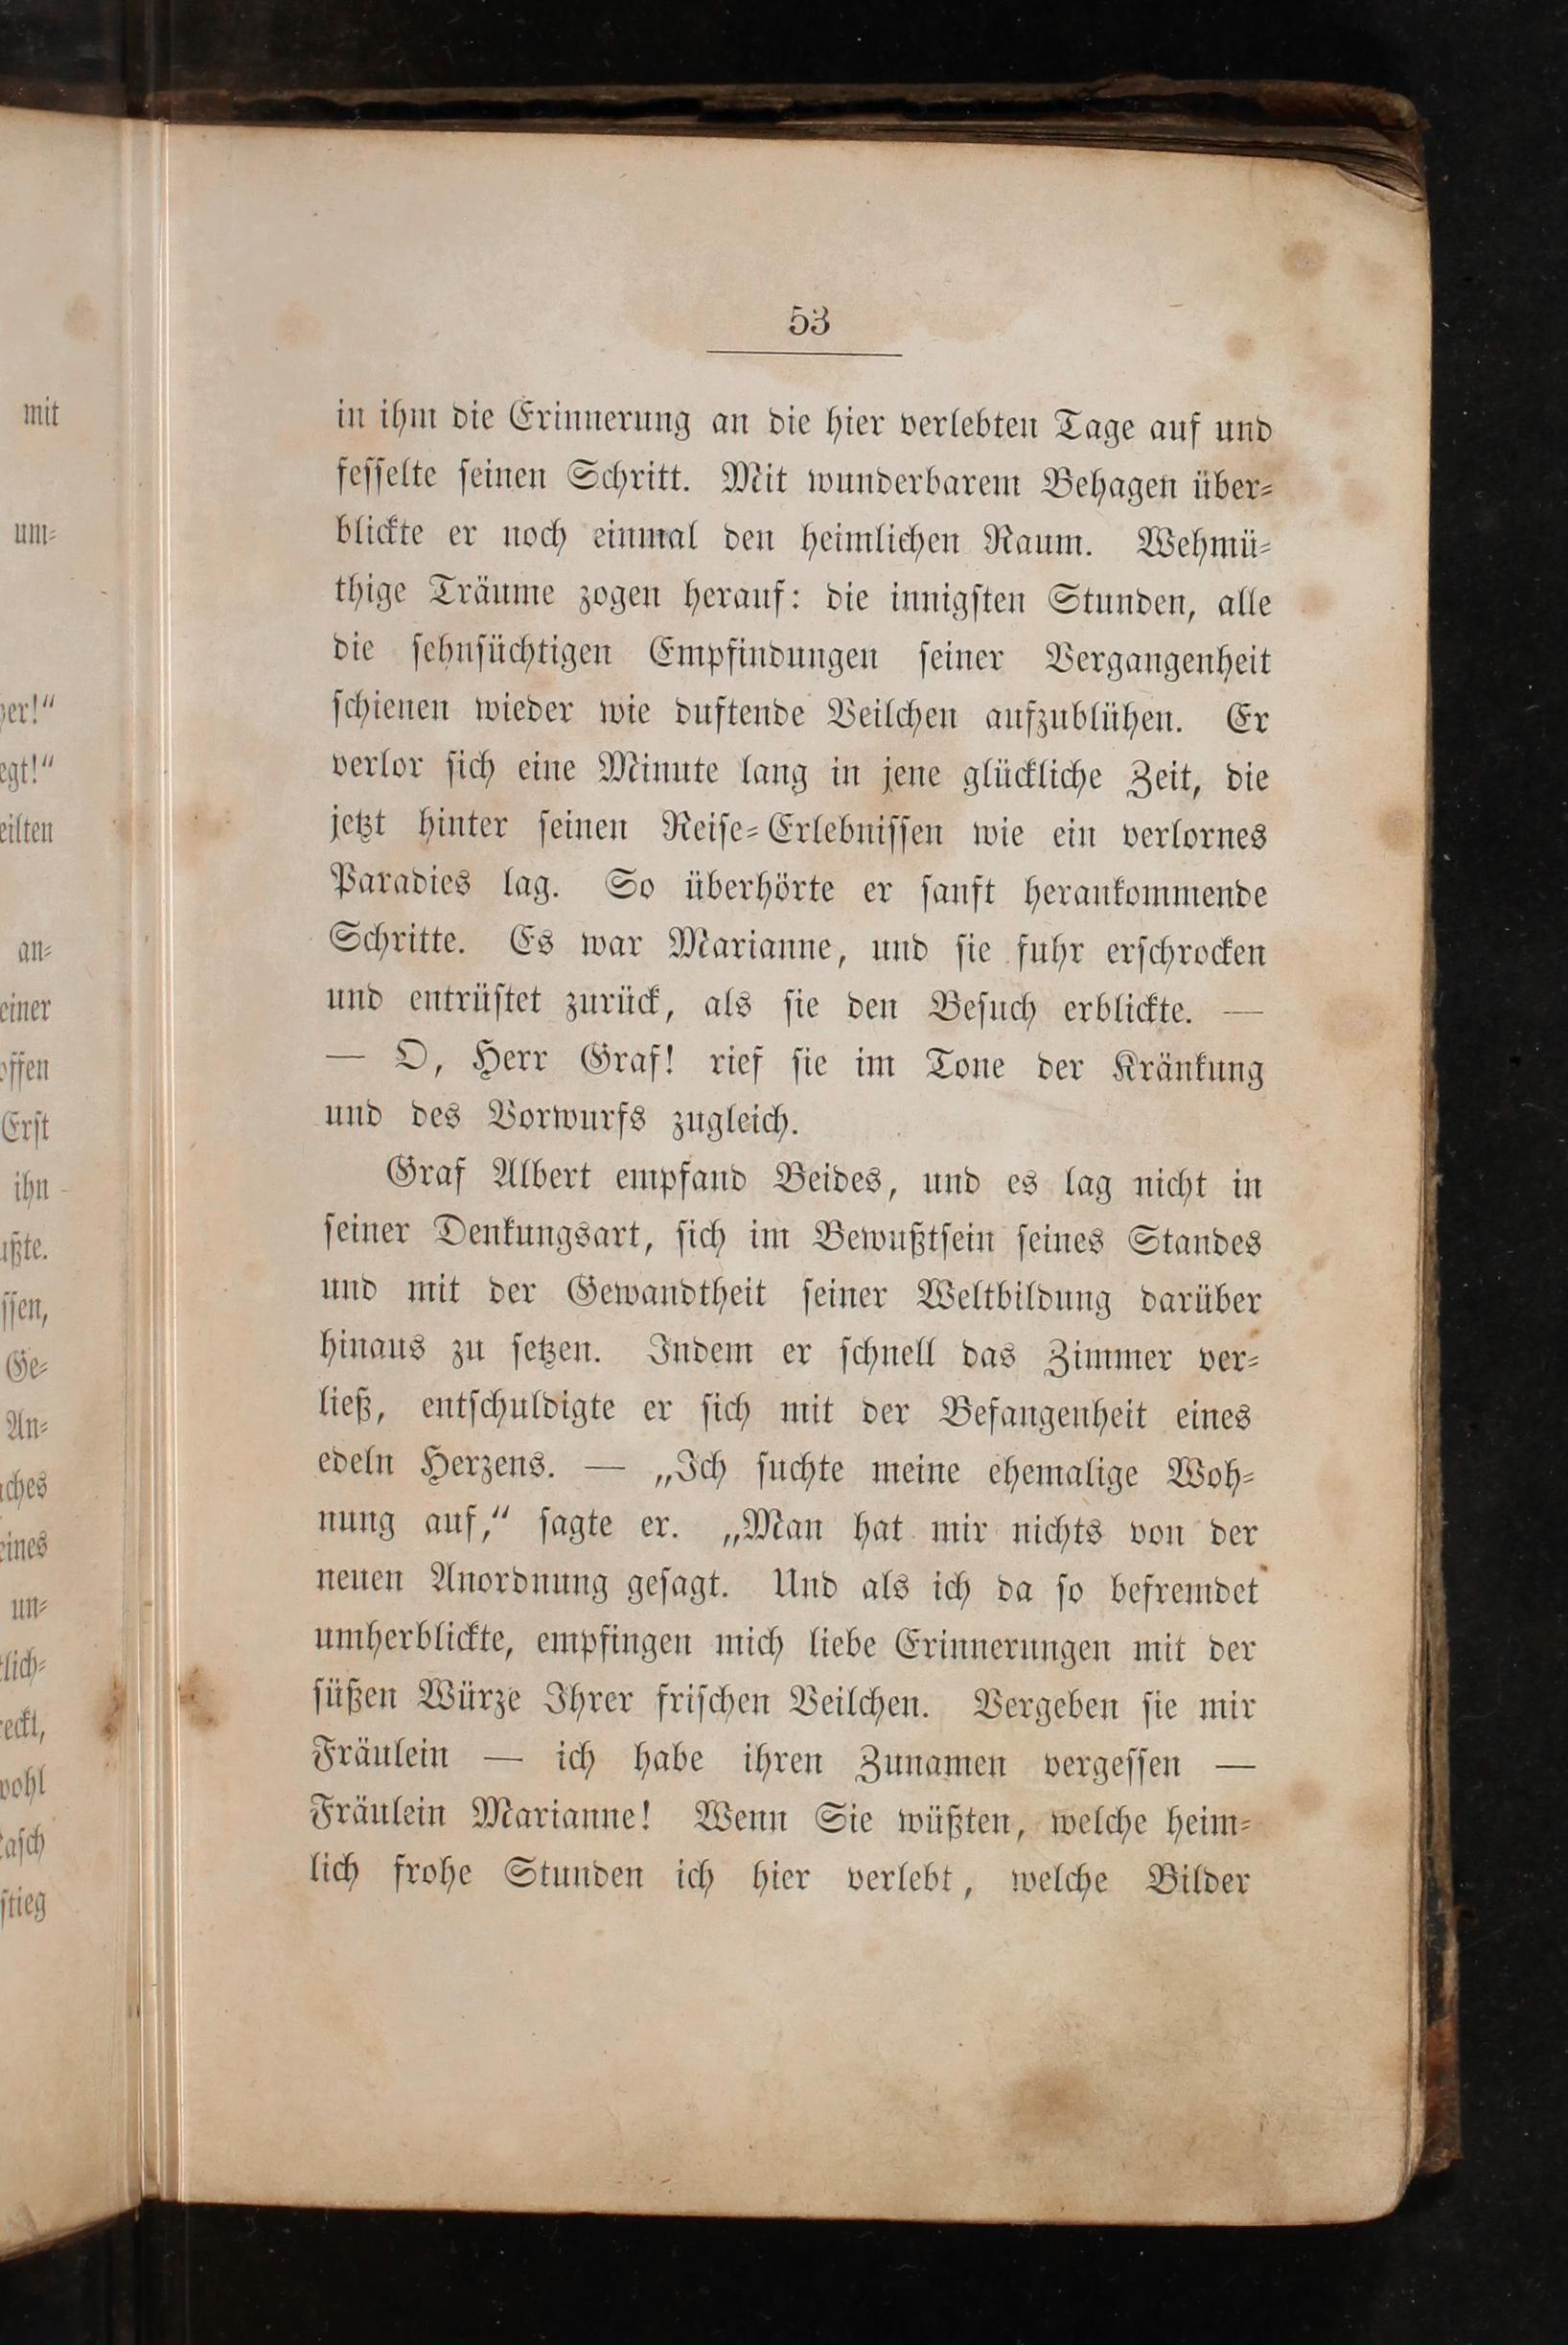 53
in ihm die Erinnerung an die hier verlebten Tage auf und
fesselte seinen Schritt. Mit wunderbarem Behagen über-
blickte er noch einmal den heimlichen Raum. Wehmü-
thige Träume zogen herauf: die innigsten Stunden, alle
die sehnsüchtigen Empfindungen seiner Vergangenheit
schienen wieder wie duftende Veilchen aufzublühen. Er
verlor sich eine Minute lang in jene glückliche Zeit, die
jetzt hinter seinen Reise-Erlebnissen wie ein verlornes
Paradies lag. So überhörte er sanft herankommende
Schritte. Es war Marianne, und sie fuhr erschrocken
und entrüstet zurück, als sie den Besuch erblickte. —
— O, Herr Graf! rief sie im Tone der Kränkung
und des Vorwurfs zugleich.
Graf Albert empfand Beides, und es lag nicht in
seiner Denkungsart, sich im Bewußtsein seines Standes
und mit der Gewandtheit seiner Weltbildung darüber
hinaus zu setzen. Indem er schnell das Zimmer ver-
ließ, entschuldigte er sich mit der Befangenheit eines
edeln Herzens. — „Ich suchte meine ehemalige Woh-
nung auf,“ sagte er. „Man hat mir nichts von der
neuen Anordnung gesagt. Und als ich da so befremdet
umherblickte, empfingen mich liebe Erinnerungen mit der
süßen Würze Ihrer frischen Veilchen. Vergeben sie mir
Fräulein — ich habe ihren Zunamen vergessen —
Fräulein Marianne! Wenn Sie wüßten, welche heim-
lich frohe Stunden ich hier verlebt, welche Bilder